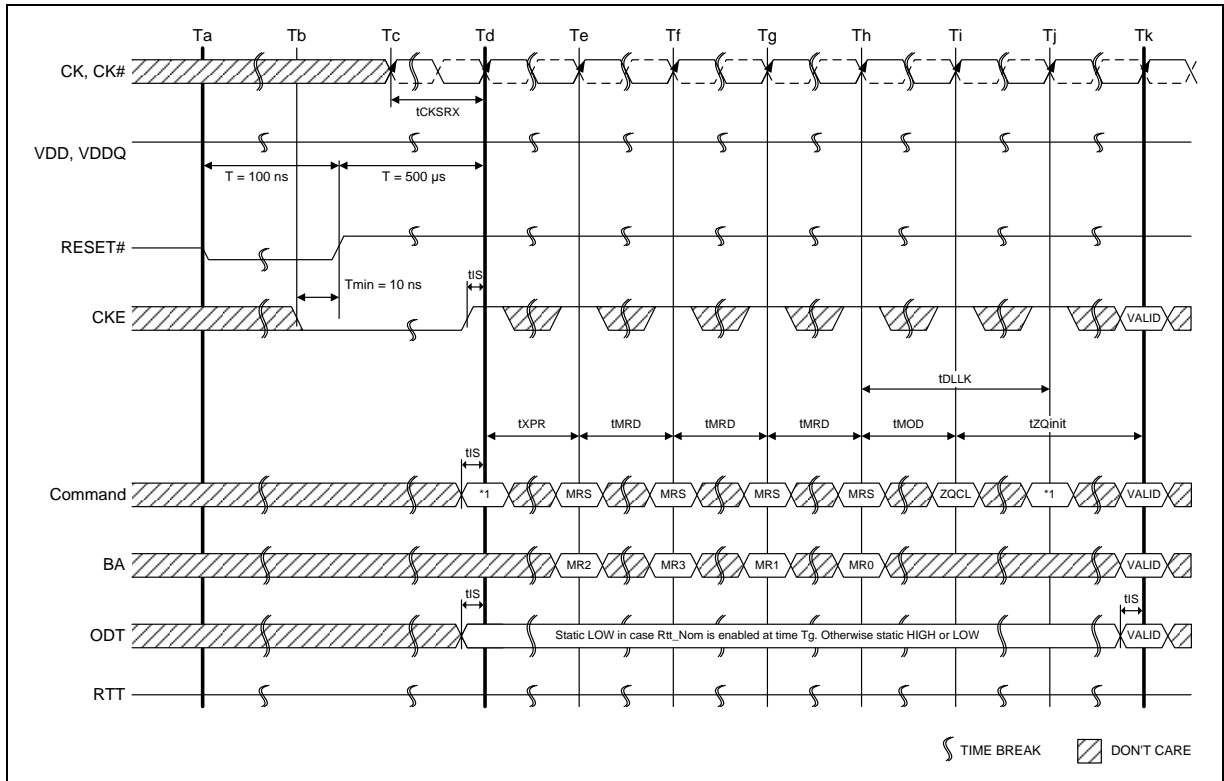 Ta Tb Tc Td Te Tf Tg Th Ti Tj Tk
CK, CK#
tCKSRX
VDD, VDDQ
T = 100 ns T = 500 µs
RESET#
Tmin = 10 ns tIS
CKE VALID
tDLLK
tXPR tMRD tMRD tMRD tMOD tZQinit
tIS
Command *1 MRS MRS MRS MRS ZQCL *1 VALID
BA MR2 MR3 MR1 MR0 VALID
tIS tIS
ODT Static LOW in case Rtt_Nom is enabled at time Tg. Otherwise static HIGH or LOW VALID
RTT
TIME BREAK DON'T CARE